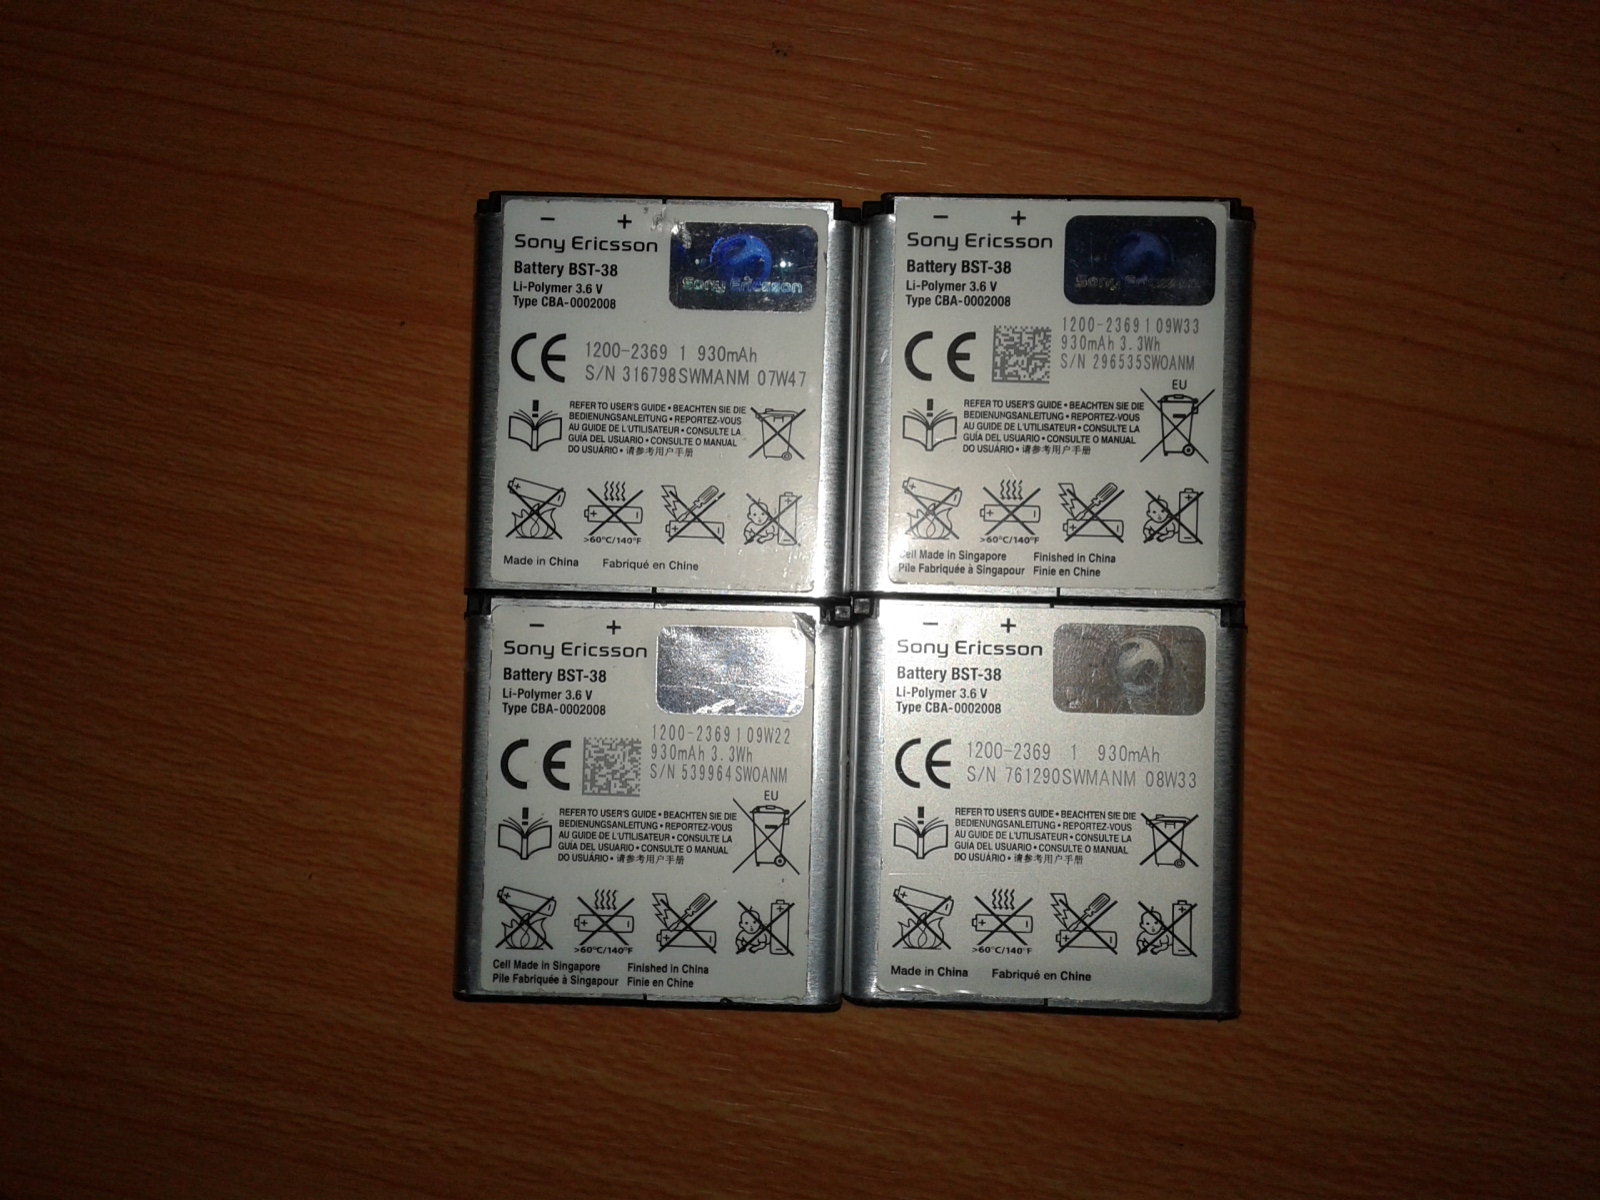 − +
Sony Ericsson
Sony Ericsson
Battery BST-38
Li-Polymer 3.6 V
Type CBA-0002008
CE
1200-2369 1 930mAh
S/N 316798SWMANM 07W47
REFER TO USER'S GUIDE • BEACHTEN SIE DIE
BEDIENUNGSANLEITUNG • REPORTEZ-VOUS
AU GUIDE DE L'UTILISATEUR • CONSULTE LA
GUÍA DEL USUARIO • CONSULTE O MANUAL
DO USUÁRIO • 请参考用户手册
>60°C/140°F
Made in China Fabriqué en Chine
− +
Sony Ericsson
Sony Ericsson
Battery BST-38
Li-Polymer 3.6 V
Type CBA-0002008
CE
1200-2369 1 09W33
930mAh 3.3Wh
S/N 296535SWOANM
EU
REFER TO USER'S GUIDE • BEACHTEN SIE DIE
BEDIENUNGSANLEITUNG • REPORTEZ-VOUS
AU GUIDE DE L'UTILISATEUR • CONSULTE LA
GUÍA DEL USUARIO • CONSULTE O MANUAL
DO USUÁRIO • 请参考用户手册
>60°C/140°F
Cell Made in Singapore Finished in China
Pile Fabriquée à Singapour Finie en Chine
− +
Sony Ericsson
Battery BST-38
Li-Polymer 3.6 V
Type CBA-0002008
CE
1200-2369 1 09W22
930mAh 3.3Wh
S/N 539964SWOANM
EU
REFER TO USER'S GUIDE • BEACHTEN SIE DIE
BEDIENUNGSANLEITUNG • REPORTEZ-VOUS
AU GUIDE DE L'UTILISATEUR • CONSULTE LA
GUÍA DEL USUARIO • CONSULTE O MANUAL
DO USUÁRIO • 请参考用户手册
>60°C/140°F
Cell Made in Singapore Finished in China
Pile Fabriquée à Singapour Finie en Chine
− +
Sony Ericsson
Battery BST-38
Li-Polymer 3.6 V
Type CBA-0002008
CE
1200-2369 1 930mAh
S/N 761290SWMANM 08W33
REFER TO USER'S GUIDE • BEACHTEN SIE DIE
BEDIENUNGSANLEITUNG • REPORTEZ-VOUS
AU GUIDE DE L'UTILISATEUR • CONSULTE LA
GUÍA DEL USUARIO • CONSULTE O MANUAL
DO USUÁRIO • 请参考用户手册
>60°C/140°F
Made in China Fabriqué en Chine